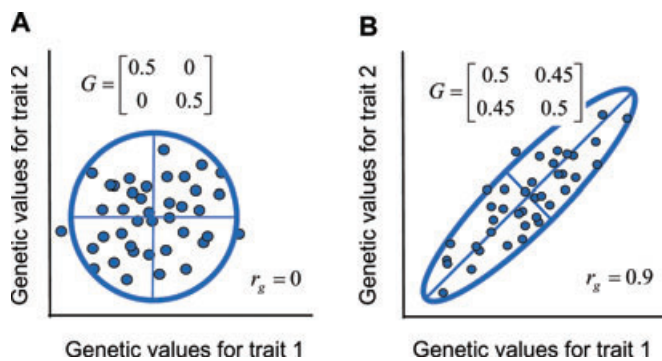 A
Genetic values for trait 2
G = [0.5 0
0 0.5]
r_g = 0
Genetic values for trait 1
B
Genetic values for trait 2
G = [0.5 0.45
0.45 0.5]
r_g = 0.9
Genetic values for trait 1